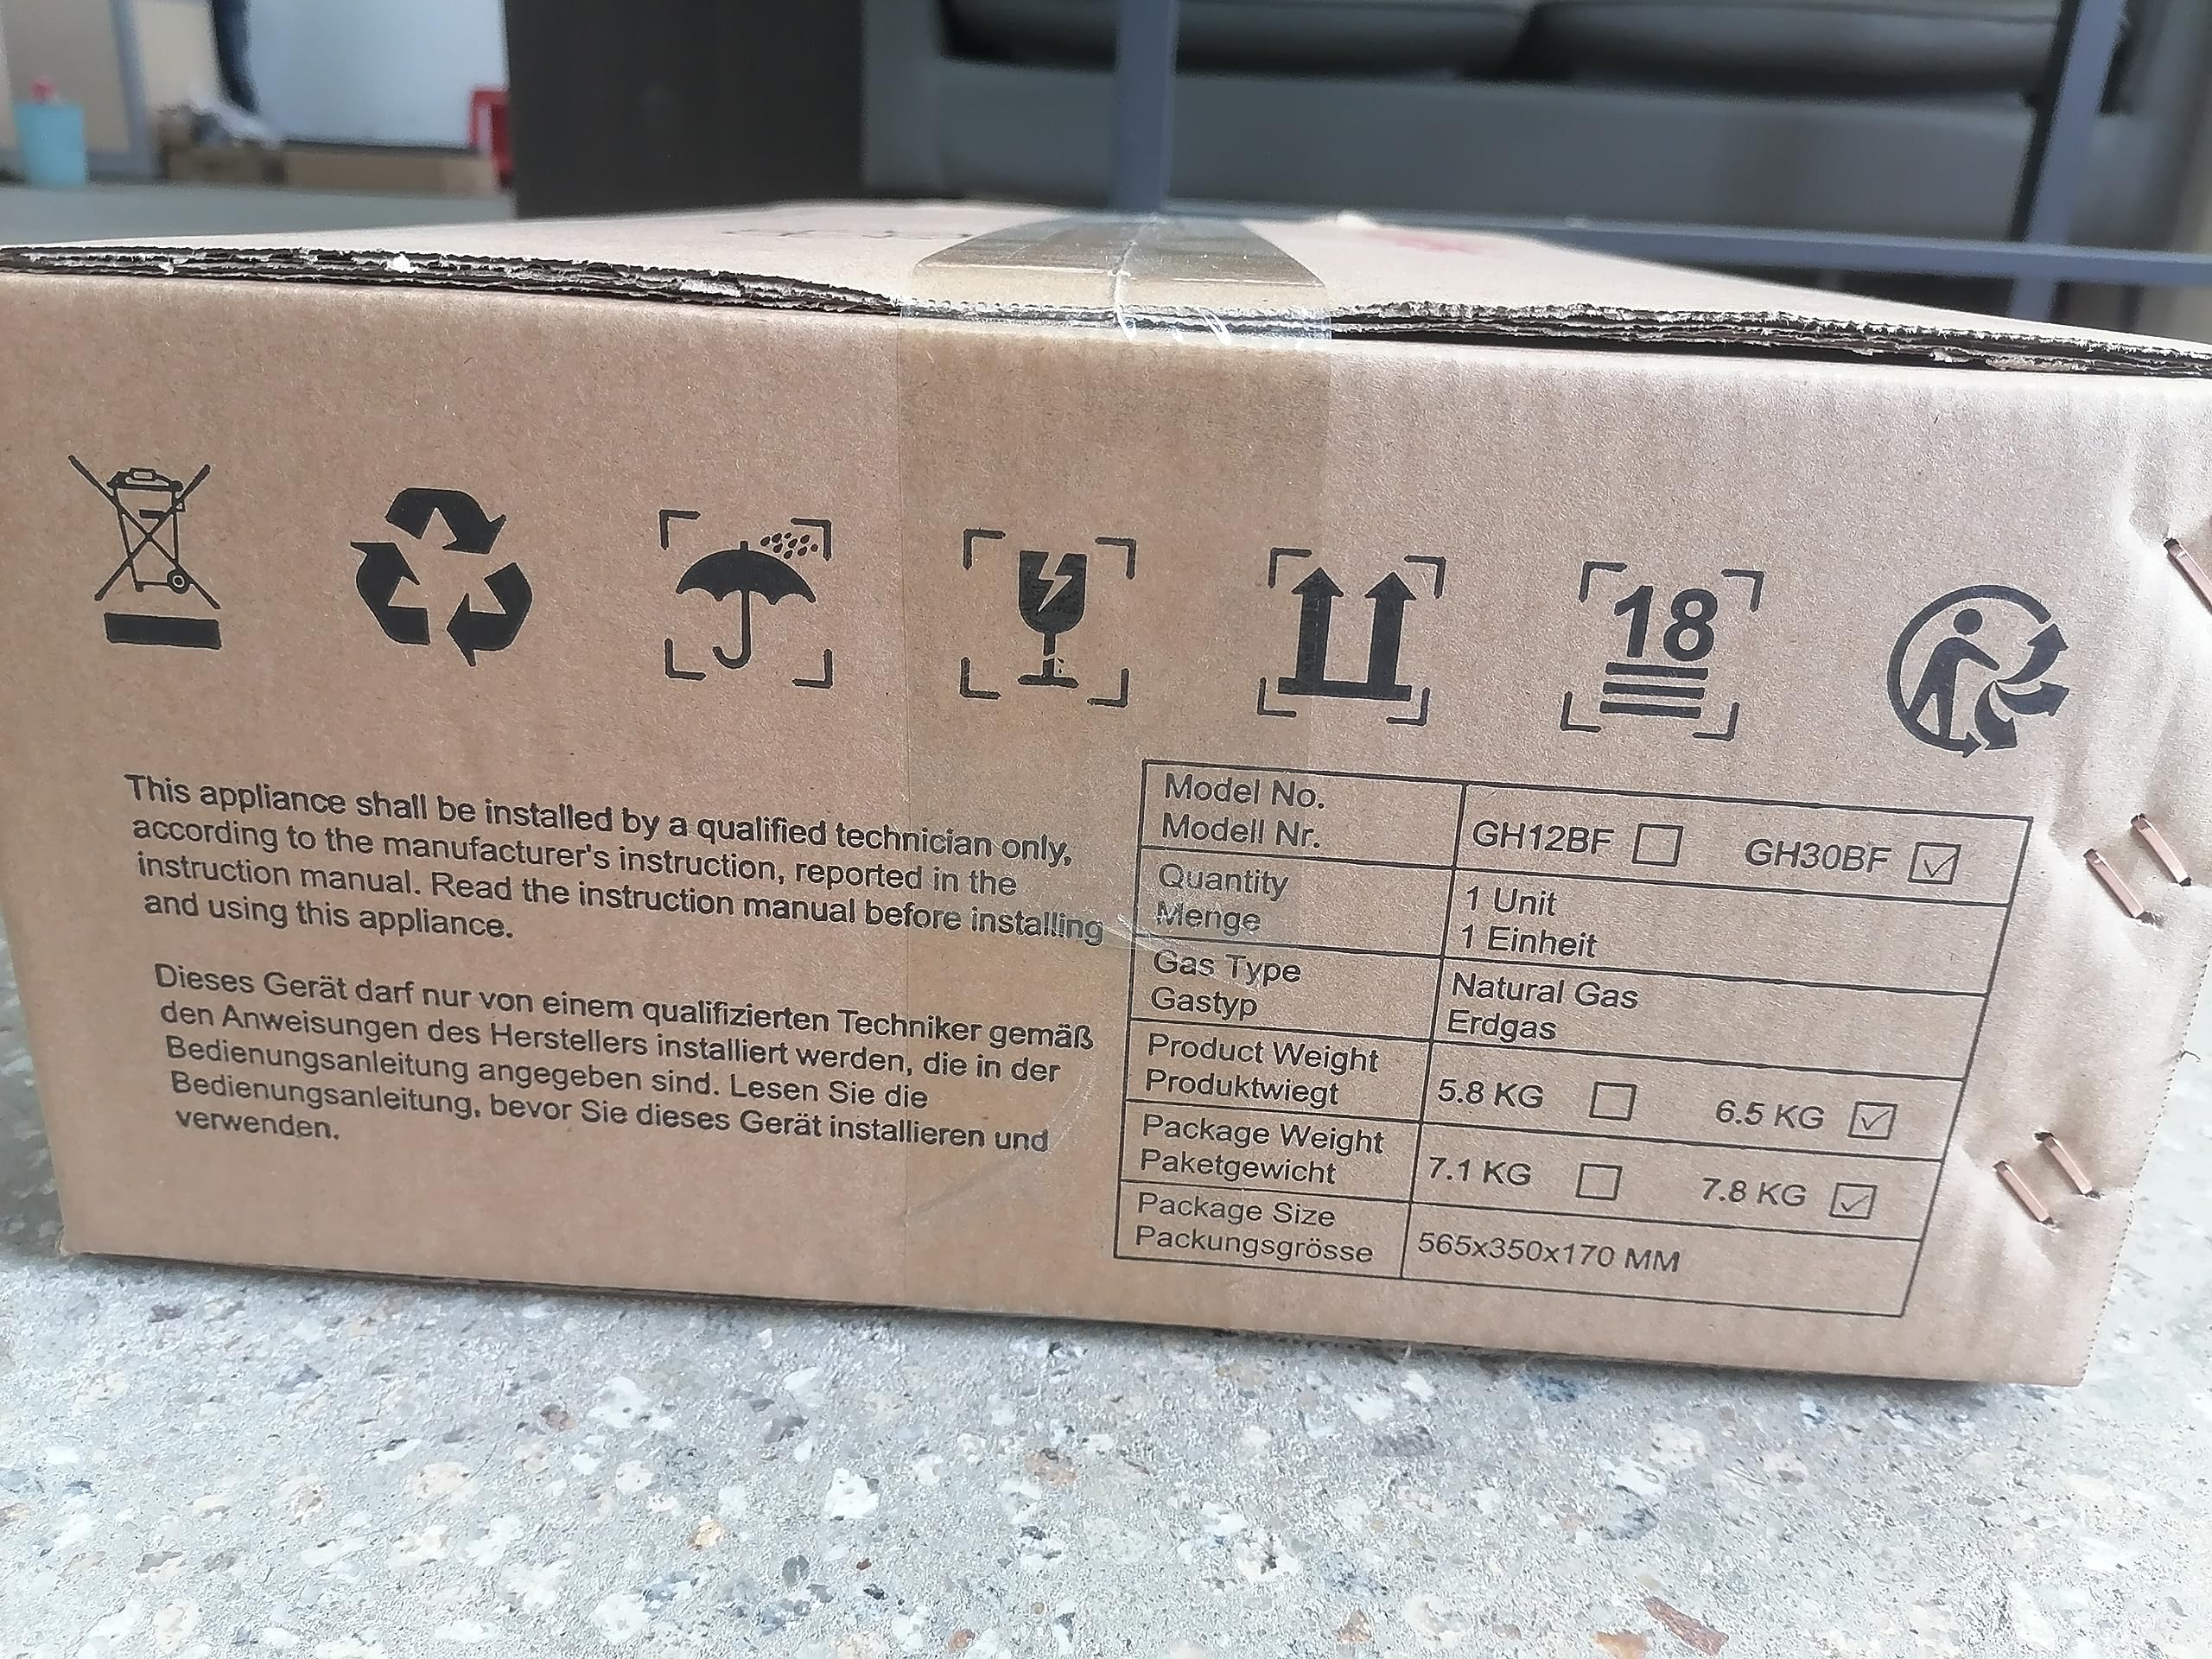 18
This appliance shall be installed by a qualified technician only,
according to the manufacturer's instruction, reported in the
instruction manual. Read the instruction manual before installing
and using this appliance.
Dieses Gerät darf nur von einem qualifizierten Techniker gemäß
den Anweisungen des Herstellers installiert werden, die in der
Bedienungsanleitung angegeben sind. Lesen Sie die
Bedienungsanleitung, bevor Sie dieses Gerät installieren und
verwenden.
Model No.
Modell Nr.
GH12BF ☐ GH30BF ☑
Quantity
Menge
1 Unit
1 Einheit
Gas Type
Gastyp
Natural Gas
Erdgas
Product Weight
Produktwiegt
5.8 KG ☐ 6.5 KG ☑
Package Weight
Paketgewicht
7.1 KG ☐ 7.8 KG ☑
Package Size
Packungsgrösse
565x350x170 MM